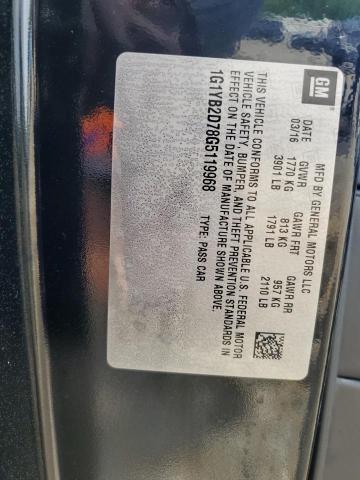 GM
MFD BY GENERAL MOTORS LLC
DATE GVWR GAWR FRT GAWR RR
03/16 1770 KG 813 KG 957 KG
3901 LB 1791 LB 2110 LB
THIS VEHICLE CONFORMS TO ALL APPLICABLE U.S. FEDERAL MOTOR
VEHICLE SAFETY, BUMPER, AND THEFT PREVENTION STANDARDS IN
EFFECT ON THE DATE OF MANUFACTURE SHOWN ABOVE.
1G1YB2D78G5119968 TYPE: PASS CAR